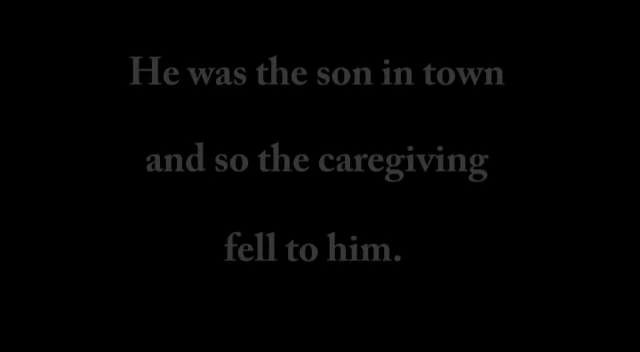 He was the son in town
and so the caregiving
fell to him.